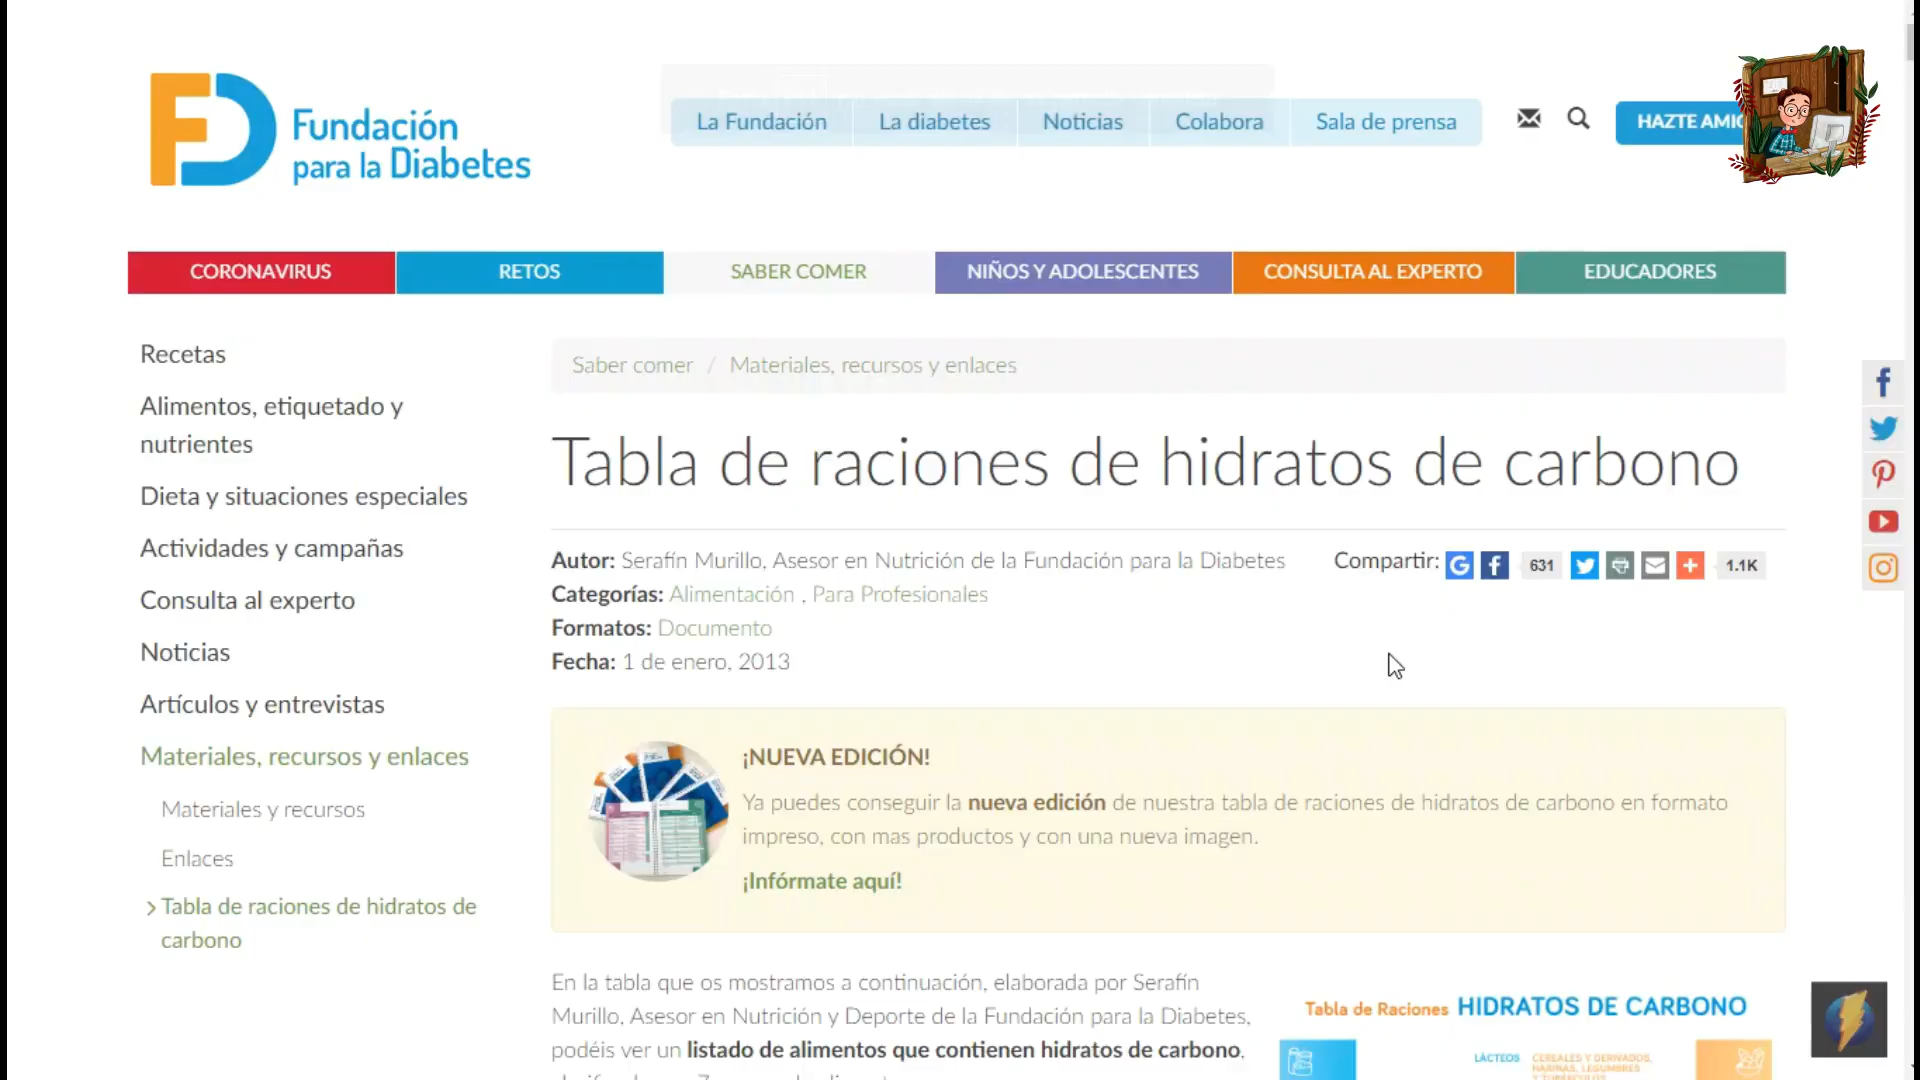 Fundación
para la Diabetes
La Fundación
La diabetes
Noticias
Colabora
Sala de prensa
HAZTE AMIG
CORONAVIRUS
RETOS
SABER COMER
NIÑOS Y ADOLESCENTES
CONSULTA AL EXPERTO
EDUCADORES
Recetas
Alimentos, etiquetado y
nutrientes
Dieta y situaciones especiales
Actividades y campañas
Consulta al experto
Noticias
Artículos y entrevistas
Materiales, recursos y enlaces
Materiales y recursos
Enlaces
Tabla de raciones de hidratos de
carbono
Saber comer / Materiales, recursos y enlaces
Tabla de raciones de hidratos de carbono
Autor: Serafín Murillo, Asesor en Nutrición de la Fundación para la Diabetes
Categorías: Alimentación , Para Profesionales
Formatos: Documento
Fecha: 1 de enero, 2013
Compartir:
631
1.1K
¡NUEVA EDICIÓN!
Ya puedes conseguir la nueva edición de nuestra tabla de raciones de hidratos de carbono en formato
impreso, con mas productos y con una nueva imagen.
¡Infórmate aquí!
En la tabla que os mostramos a continuación, elaborada por Serafín
Murillo, Asesor en Nutrición y Deporte de la Fundación para la Diabetes,
podéis ver un listado de alimentos que contienen hidratos de carbono,
Tabla de Raciones HIDRATOS DE CARBONO
LÁCTEOS
CEREALES Y DERIVADOS,
HARINAS, LEGUMBRES